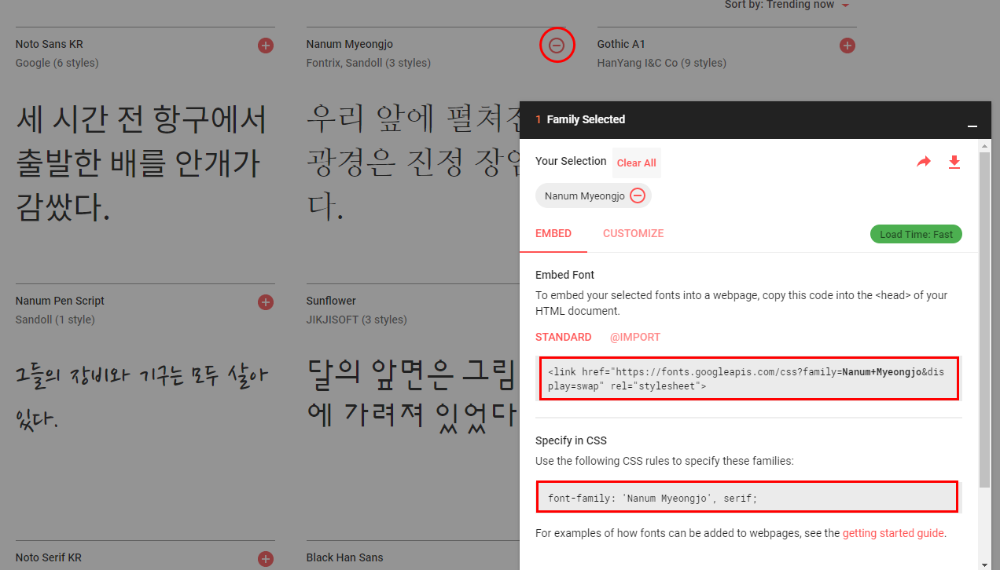 Sort by: Trending now
Noto Sans KR
Google (6 styles)
세 시간 전 항구에서
출발한 배를 안개가
감쌌다.
Nanum Myeongjo
Fontrix, Sandoll (3 styles)
우리 앞에 펼쳐진
광경은 진정 장
다.
Gothic A1
HanYang I&C Co (9 styles)
Nanum Pen Script
Sandoll (1 style)
그들의 장비와 기구는 모두 살아
있다.
Sunflower
JIKJISOFT (3 styles)
달의 앞면은 그림
에 가려져 있었다
Noto Serif KR
Black Han Sans
1 Family Selected
Your Selection Clear All
Nanum Myeongjo
EMBED CUSTOMIZE Load Time: Fast
Embed Font
To embed your selected fonts into a webpage, copy this code into the <head> of your
HTML document.
STANDARD @IMPORT
<link href="https://fonts.googleapis.com/css?family=Nanum+Myeongjo&dis
play=swap" rel="stylesheet">
Specify in CSS
Use the following CSS rules to specify these families:
font-family: 'Nanum Myeongjo', serif;
For examples of how fonts can be added to webpages, see the getting started guide.